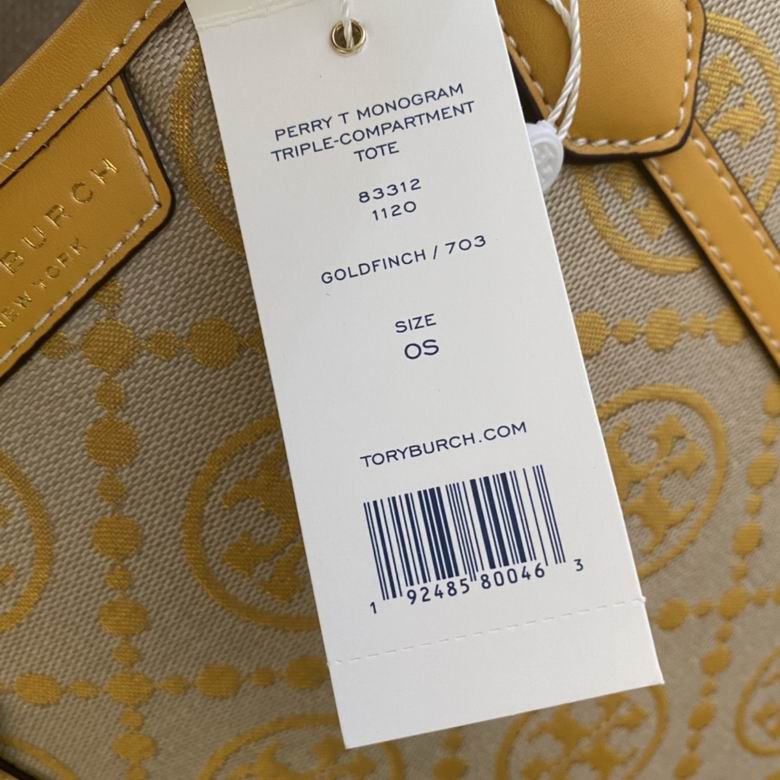 PERRY T MONOGRAM
TRIPLE-COMPARTMENT
TOTE
83312
1120
GOLDFINCH / 703
SIZE
OS
TORYBURCH.COM
1 92485 80046 3
BURCH
NEW YORK